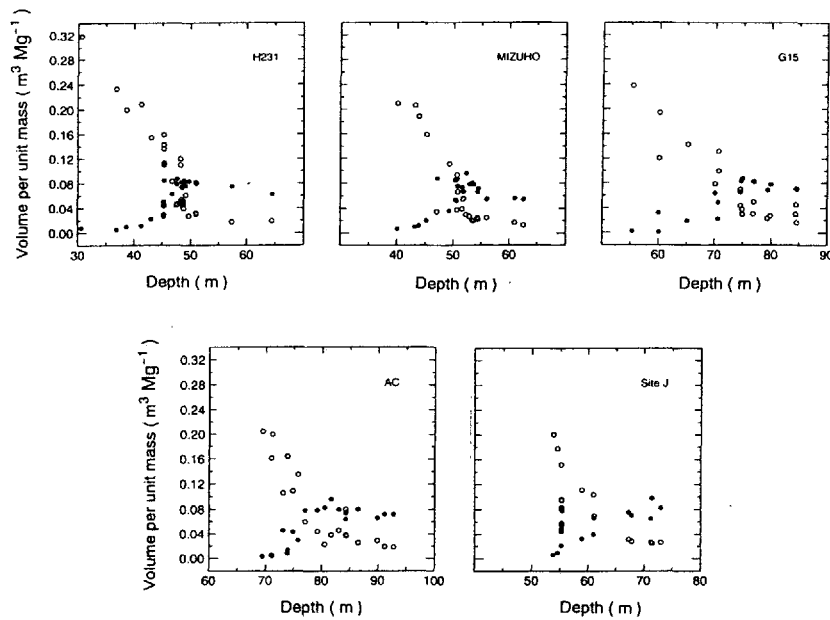 Volume per unit mass ( m³ Mg⁻¹ )
0.32
0.28
0.24
0.20
0.16
0.12
0.08
0.04
0.00
H231
30 40 50 60 70
Depth ( m )
MIZUHO
40 50 60
Depth ( m )
G15
50 60 70 80 90
Depth ( m )
Volume per unit mass ( m³ Mg⁻¹ )
0.32
0.28
0.24
0.20
0.16
0.12
0.08
0.04
0.00
AC
60 70 80 90 100
Depth ( m )
Site J
50 60 70 80
Depth ( m )